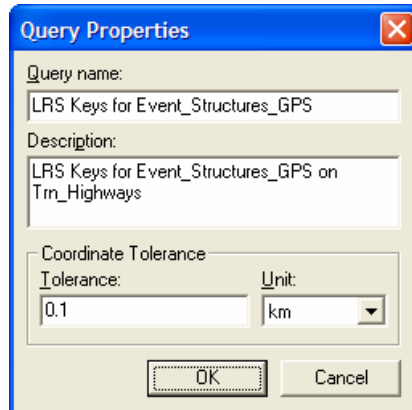 Query Properties
Query name:
LRS Keys for Event_Structures_GPS
Description:
LRS Keys for Event_Structures_GPS on
Trn_Highways
Coordinate Tolerance
Tolerance: Unit:
0.1 km
OK Cancel